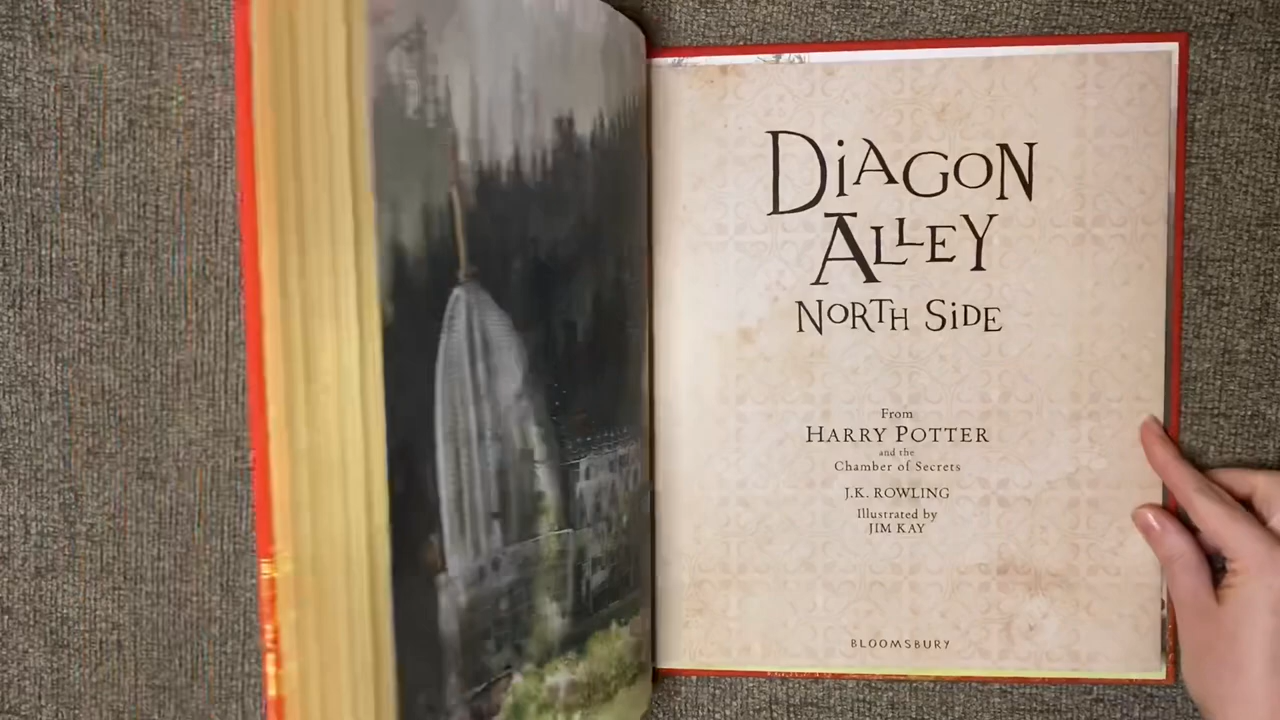 DiAGON
ALLEY
NORTH SiDE
From
HARRY POTTER
and the
Chamber of Secrets
J.K. ROWLING
Illustrated by
JIM KAY
BLOOMSBURY